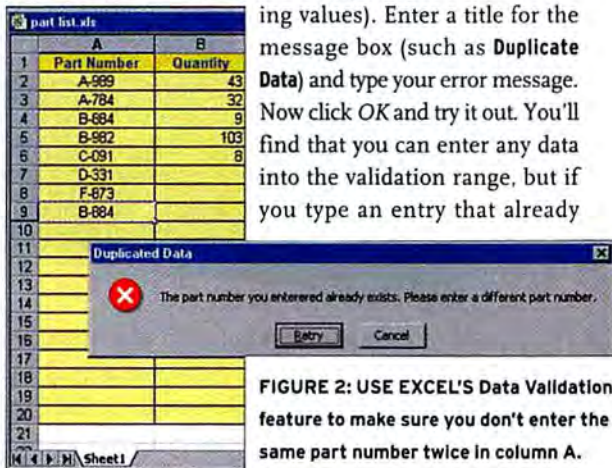 part list.xls
A B
1 Part Number Quantity
2 A-989 43
3 A-784 32
4 B-884 9
5 B-982 103
6 C-091 8
7 D-331
8 F-873
9 B-884
10
11
12
13
14
15
16
17
18
19
20
21
Sheet1
Duplicated Data
The part number you enterered already exists. Please enter a different part number.
Retry Cancel
ing values). Enter a title for the
message box (such as Duplicate
Data) and type your error message.
Now click OK and try it out. You'll
find that you can enter any data
into the validation range, but if
you type an entry that already
FIGURE 2: USE EXCEL'S Data Validation
feature to make sure you don't enter the
same part number twice in column A.